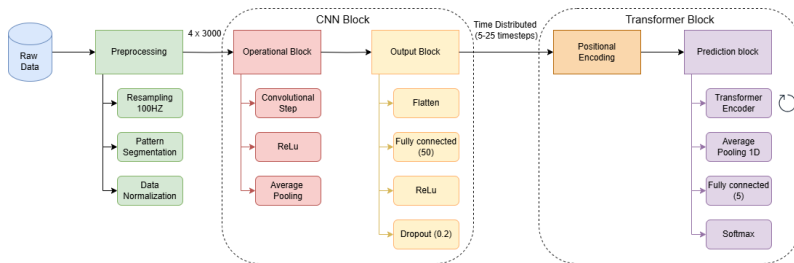 CNN Block
Transformer Block
Raw
Data
Preprocessing
4 x 3000
Operational Block
Output Block
Time Distributed
(5-25 timesteps)
Positional
Encoding
Prediction block
Resampling
100HZ
Pattern
Segmentation
Data
Normalization
Convolutional
Step
ReLu
Average
Pooling
Flatten
Fully connected
(50)
ReLu
Dropout (0.2)
Transformer
Encoder
Average
Pooling 1D
Fully connected
(5)
Softmax